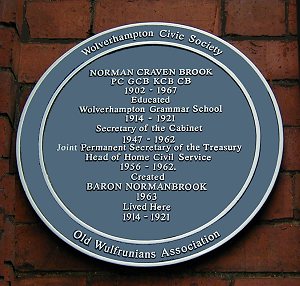 Wolverhampton Civic Society
NORMAN CRAVEN BROOK
PC GCB KCB CB
1902 - 1967
Educated
Wolverhampton Grammar School
1914 - 1921
Secretary of the Cabinet
1947 - 1962
Joint Permanent Secretary of the Treasury
Head of Home Civil Service
1956 - 1962.
Created
BARON NORMANBROOK
1963
Lived Here
1914 - 1921
Old Wulfrunians Association